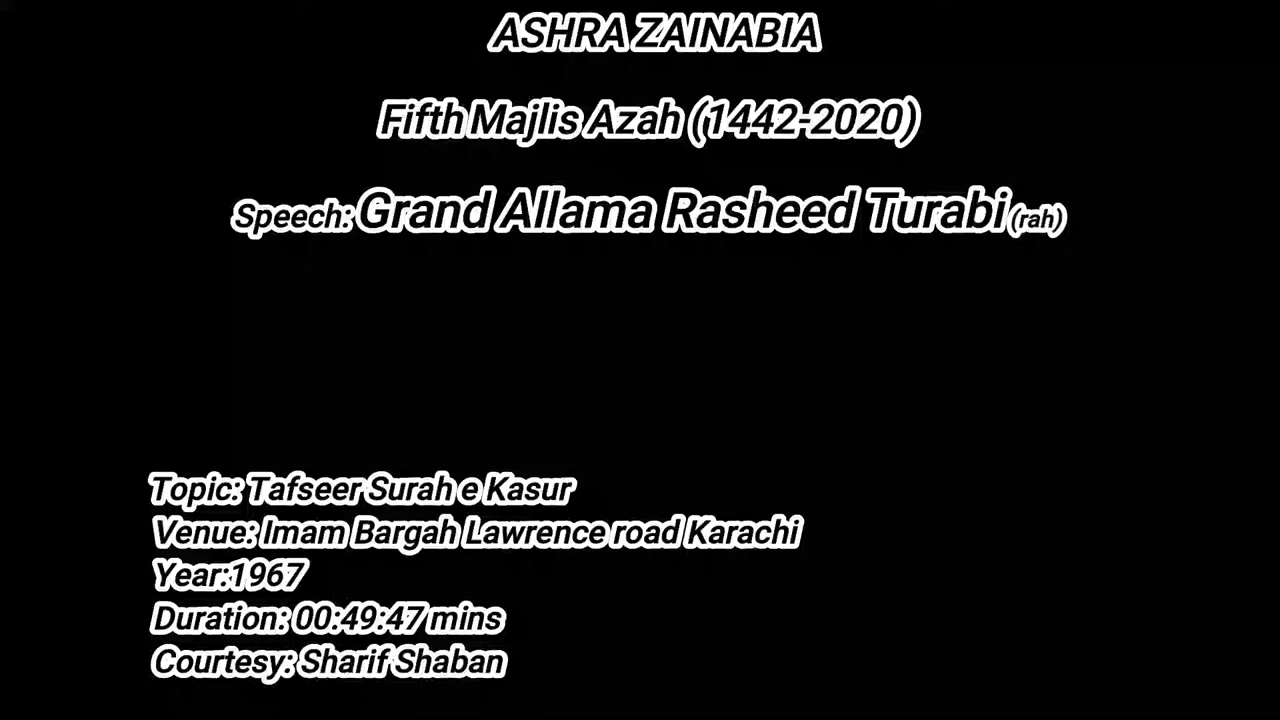 ASHRA ZAINABIA
Fifth Majlis Azah (1442-2020)
Speech: Grand Allama Rasheed Turabi (rah)
Topic: Tafseer Surah e Kasur
Venue: Imam Bargah Lawrence road Karachi
Year:1967
Duration: 00:49:47 mins
Courtesy: Sharif Shaban